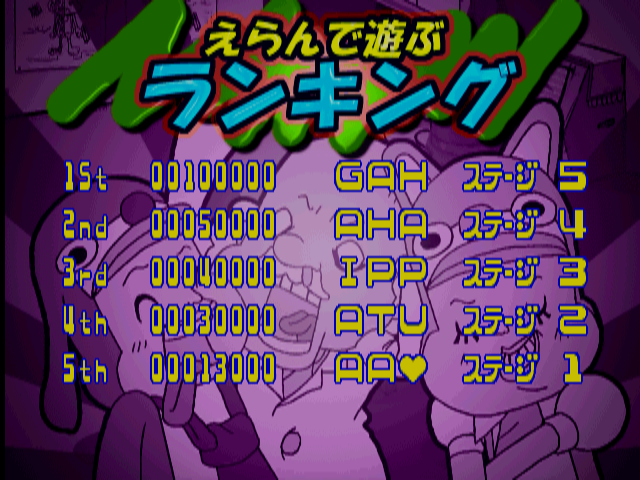 えらんで遊ぶ
ランキング
1st 00100000 GAH ステージ 5
2nd 00050000 AHA ステージ 4
3rd 00040000 IPP ステージ 3
4th 00030000 ATU ステージ 2
5th 00013000 AA♥ ステージ 1